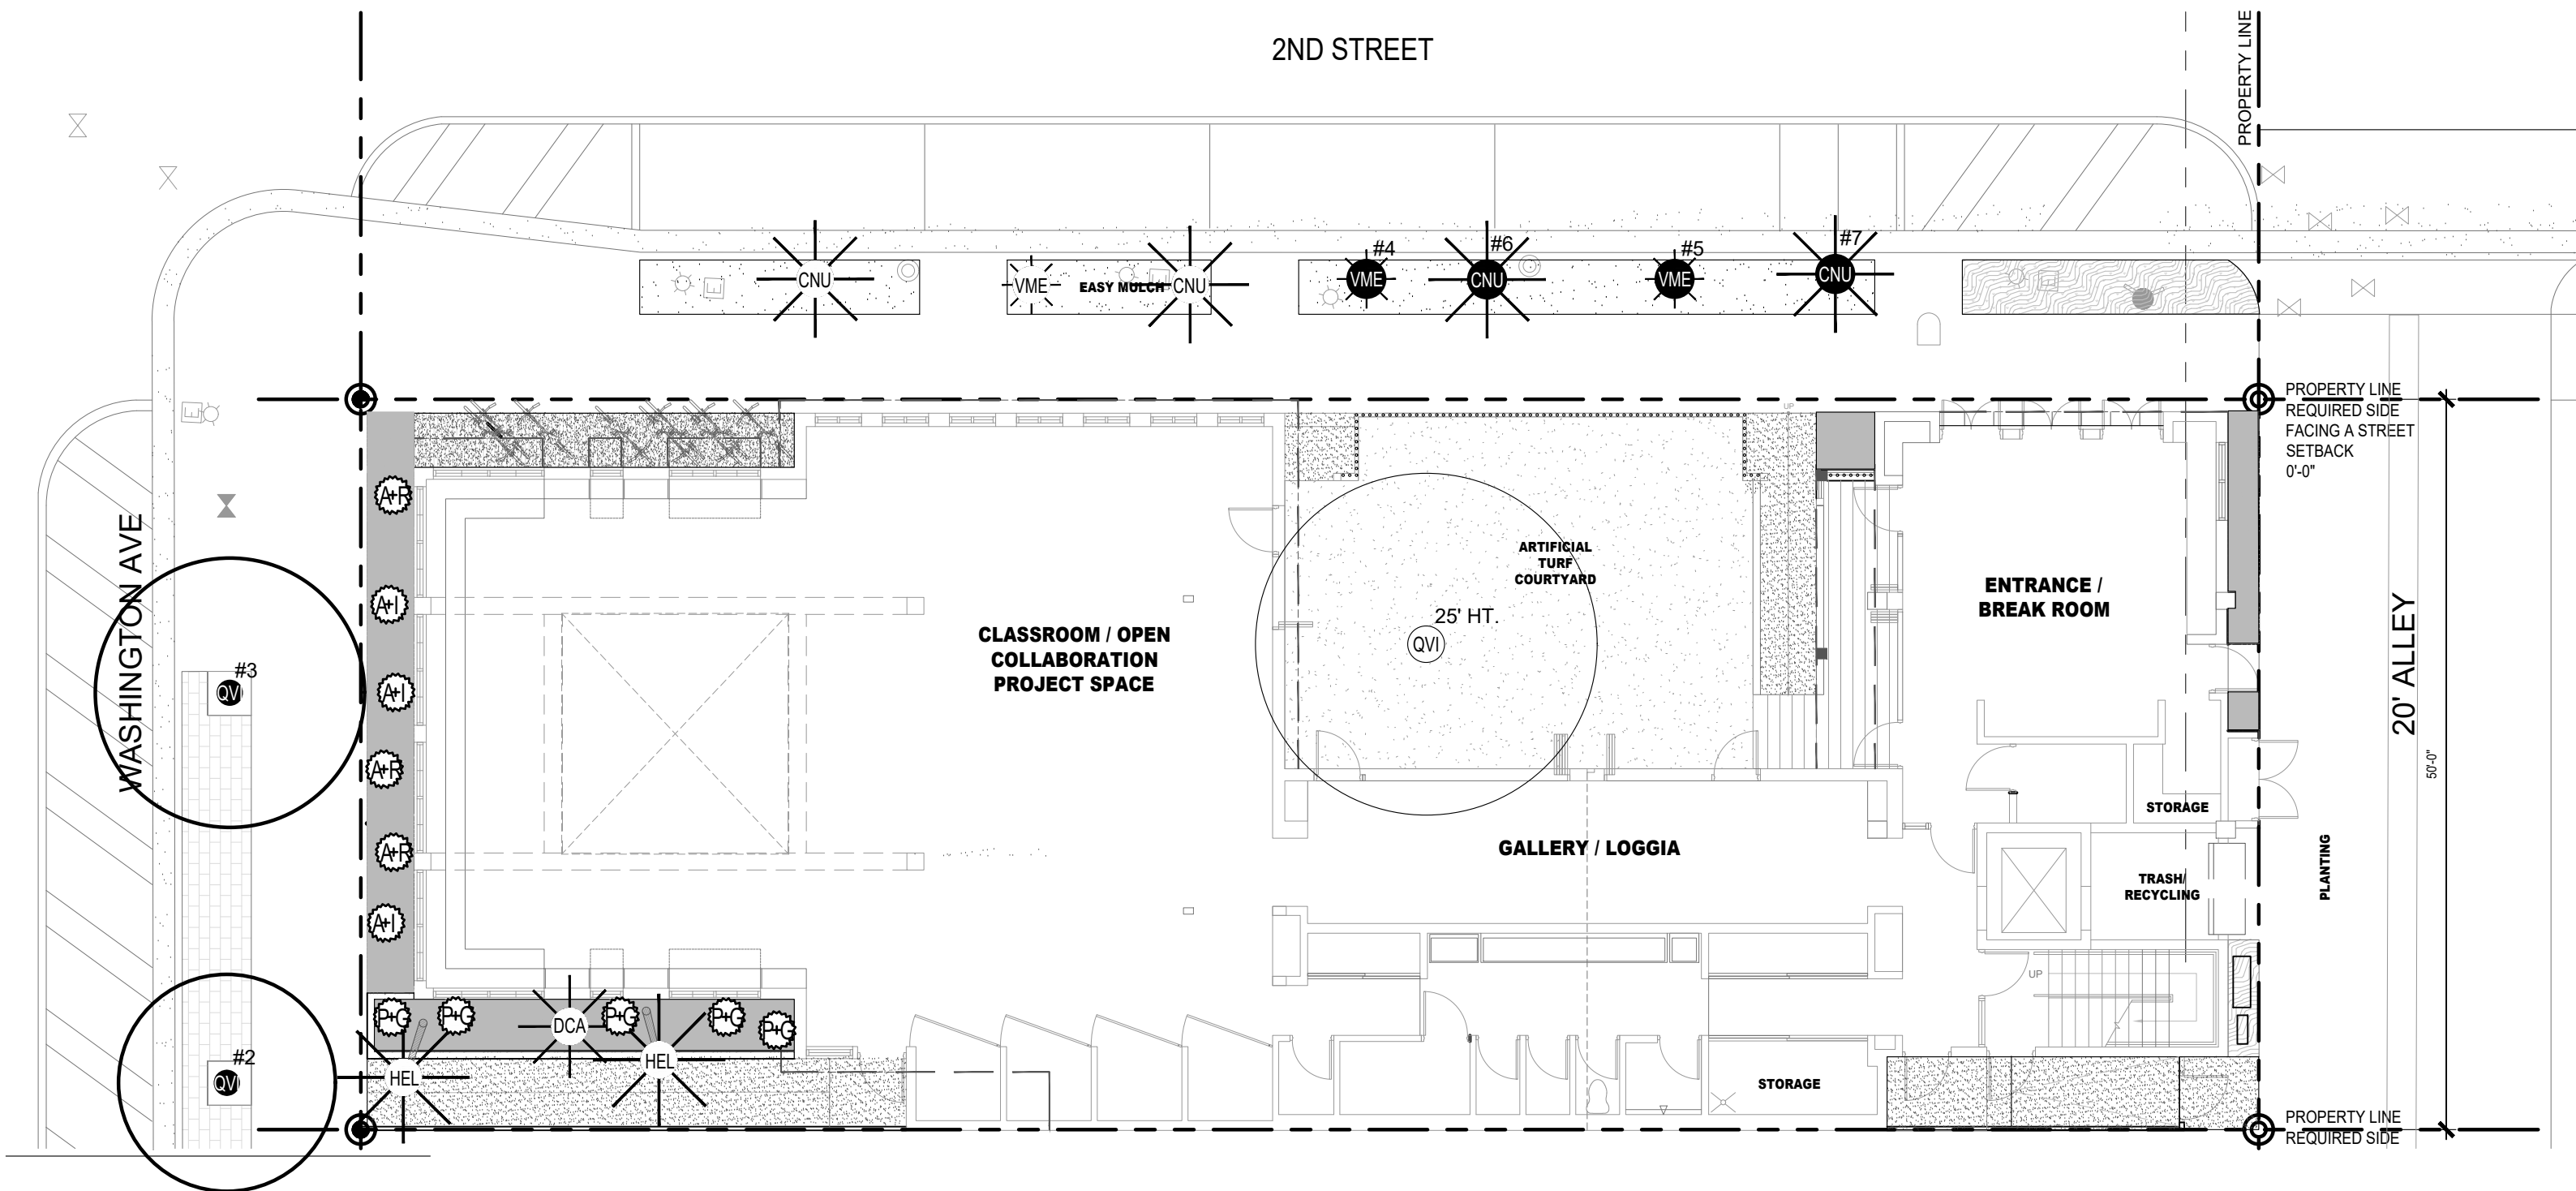 2ND STREET
PROPERTY LINE
#4
#6
#5
#7
CNU
VME
EASY MULCH
CNU
VME
CNU
VME
CNU
E
E
E
E
PROPERTY LINE
REQUIRED SIDE
FACING A STREET
SETBACK
0'-0"
UP
A+R
A+I
A+I
A+R
A+R
A+I
WASHINGTON AVE
#3
QV
#2
QVI
CLASSROOM / OPEN
COLLABORATION
PROJECT SPACE
ARTIFICIAL
TURF
COURTYARD
25' HT.
QVI
ENTRANCE /
BREAK ROOM
20' ALLEY
50'-0"
STORAGE
GALLERY / LOGGIA
TRASH/
RECYCLING
PLANTING
UP
P+G
P+G
DCA
P+G
P+G
P+G
HEL
HEL
STORAGE
PROPERTY LINE
REQUIRED SIDE